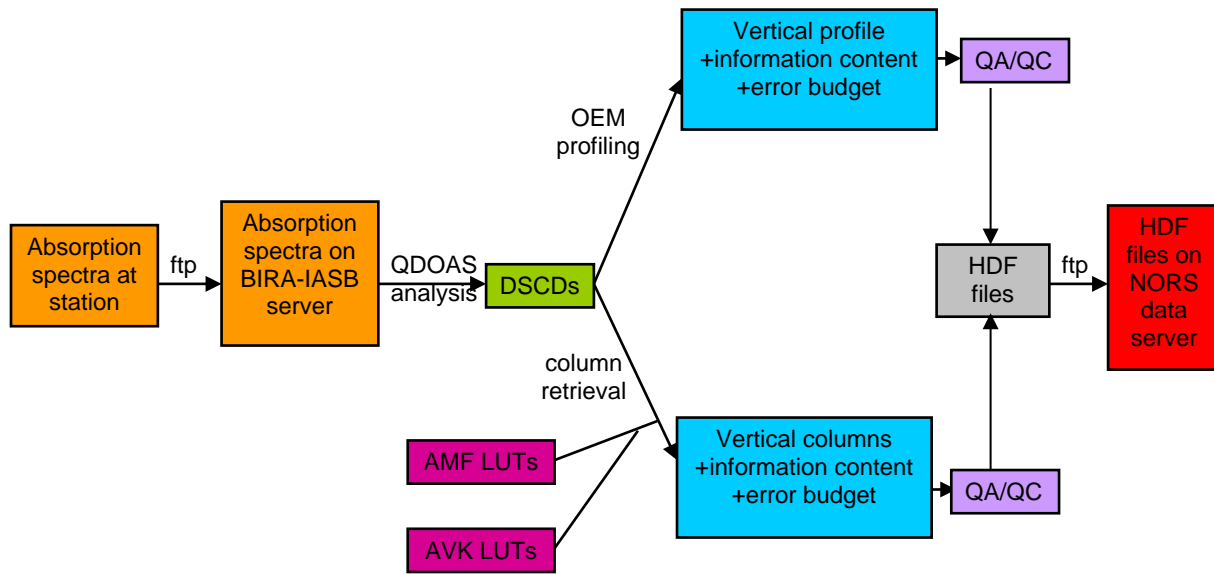 Absorption
spectra at
station
ftp
Absorption
spectra on
BIRA-IASB
server
QDOAS
analysis
DSCDs
OEM
profiling
Vertical profile
+information content
+error budget
QA/QC
column
retrieval
AMF LUTs
AVK LUTs
Vertical columns
+information content
+error budget
QA/QC
HDF
files
ftp
HDF
files on
NORS
data
server